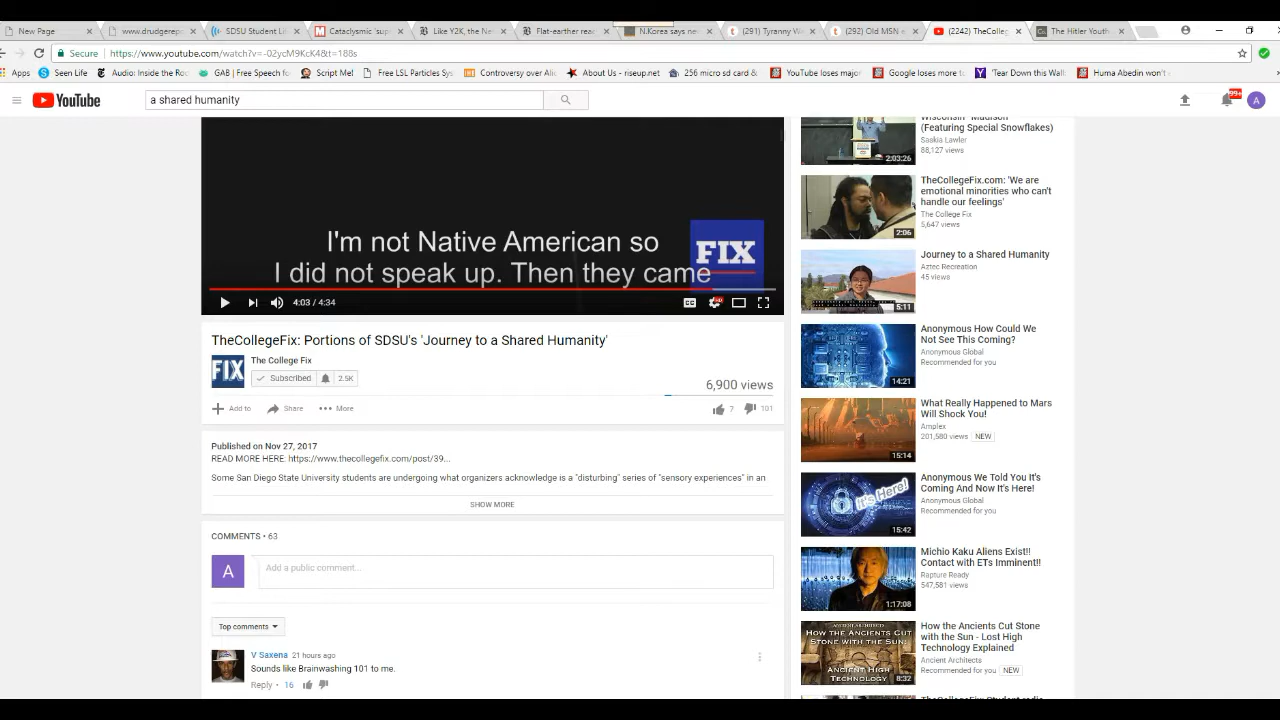 New Page
www.drudgerepo
SDSU Student Li
Cataclysmic 'sup
Like Y2K, the Ne
Flat-earther read
N.Korea says new
(291) Tyranny W
(292) Old MSN e
(2242) TheColleg
The Hitler Youth
Secure
https://www.youtube.com/watch?v=-02ycM9KcK4&t=188s
Apps
Seen Life
Audio: Inside the Ro
GAB | Free Speech fo
Script Mel
Free LSL Particles Sys
Controversy over Ali
About Us - riseup.net
256 micro sd card &
YouTube loses major
Google loses more t
'Tear Down this Wall
Huma Abedin won't
YouTube
a shared humanity
99+
A
I'm not Native American so
I did not speak up. Then they came
FIX
4:03 / 4:34
CC
TheCollegeFix: Portions of SDSU's 'Journey to a Shared Humanity'
FIX
The College Fix
Subscribed
2.5K
6,900 views
Add to
Share
More
7
101
Published on Nov 27, 2017
READ MORE HERE: https://www.thecollegefix.com/post/39...
Some San Diego State University students are undergoing what organizers acknowledge is a "disturbing" series of "sensory experiences" in an
SHOW MORE
COMMENTS • 63
A
Add a public comment...
Top comments
V Saxena 21 hours ago
Sounds like Brainwashing 101 to me.
Reply • 16
Wisconsin - Madison
(Featuring Special Snowflakes)
Saskia Lawler
88,127 views
2:03:26
TheCollegeFix.com: 'We are
emotional minorities who can't
handle our feelings'
The College Fix
5,647 views
2:06
Journey to a Shared Humanity
Aztec Recreation
45 views
5:11
Anonymous How Could We
Not See This Coming?
Anonymous Global
Recommended for you
14:21
What Really Happened to Mars
Will Shock You!
Amplex
201,580 views NEW
15:14
Anonymous We Told You It's
Coming And Now It's Here!
Anonymous Global
Recommended for you
It's Here!
15:42
Michio Kaku Aliens Exist!!
Contact with ETs Imminent!!
Rapture Ready
547,581 views
1:17:08
How the Ancients Cut Stone
with the Sun - Lost High
Technology Explained
Ancient Architects
Recommended for you NEW
ANCIENT ARCHITECTS
HOW THE ANCIENTS CUT
STONE WITH THE SUN:
ANCIENT HIGH
TECHNOLOGY
8:32